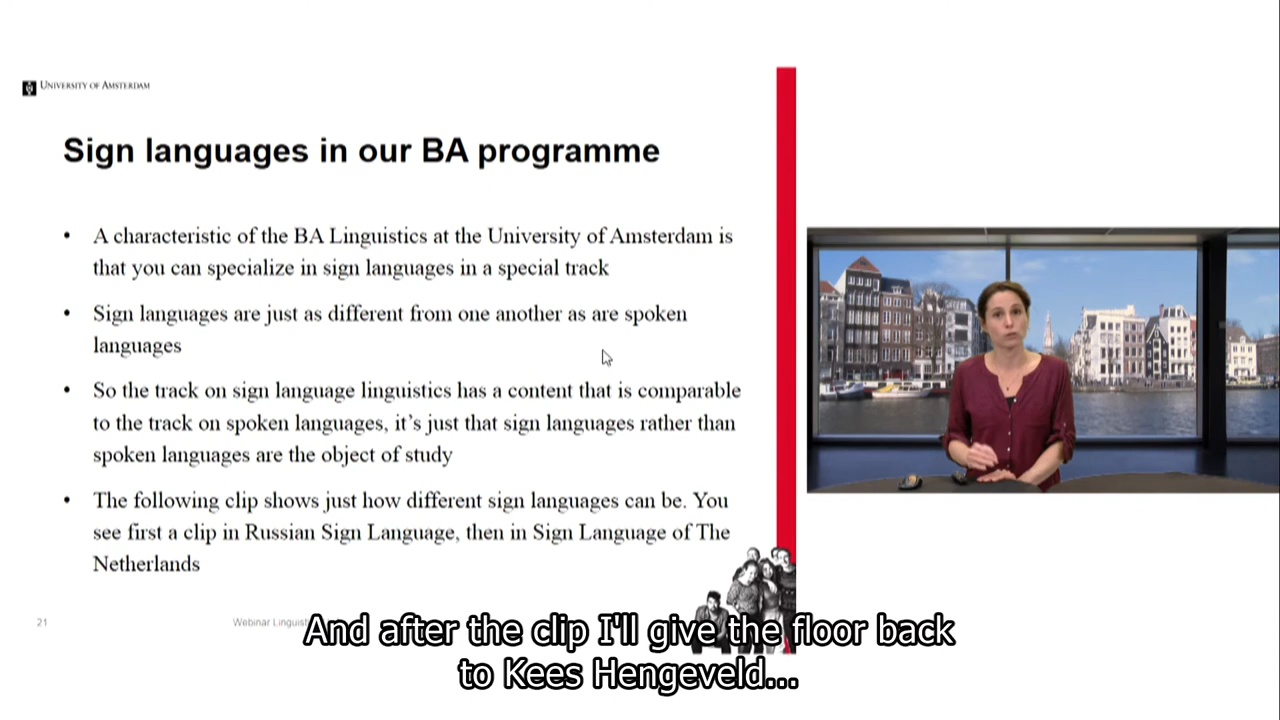 UNIVERSITY OF AMSTERDAM
Sign languages in our BA programme
• A characteristic of the BA Linguistics at the University of Amsterdam is
that you can specialize in sign languages in a special track
• Sign languages are just as different from one another as are spoken
languages
• So the track on sign language linguistics has a content that is comparable
to the track on spoken languages, it’s just that sign languages rather than
spoken languages are the object of study
• The following clip shows just how different sign languages can be. You
see first a clip in Russian Sign Language, then in Sign Language of The
Netherlands
21
Webinar
And after the clip I'll give the floor back
to Kees Hengeveld...